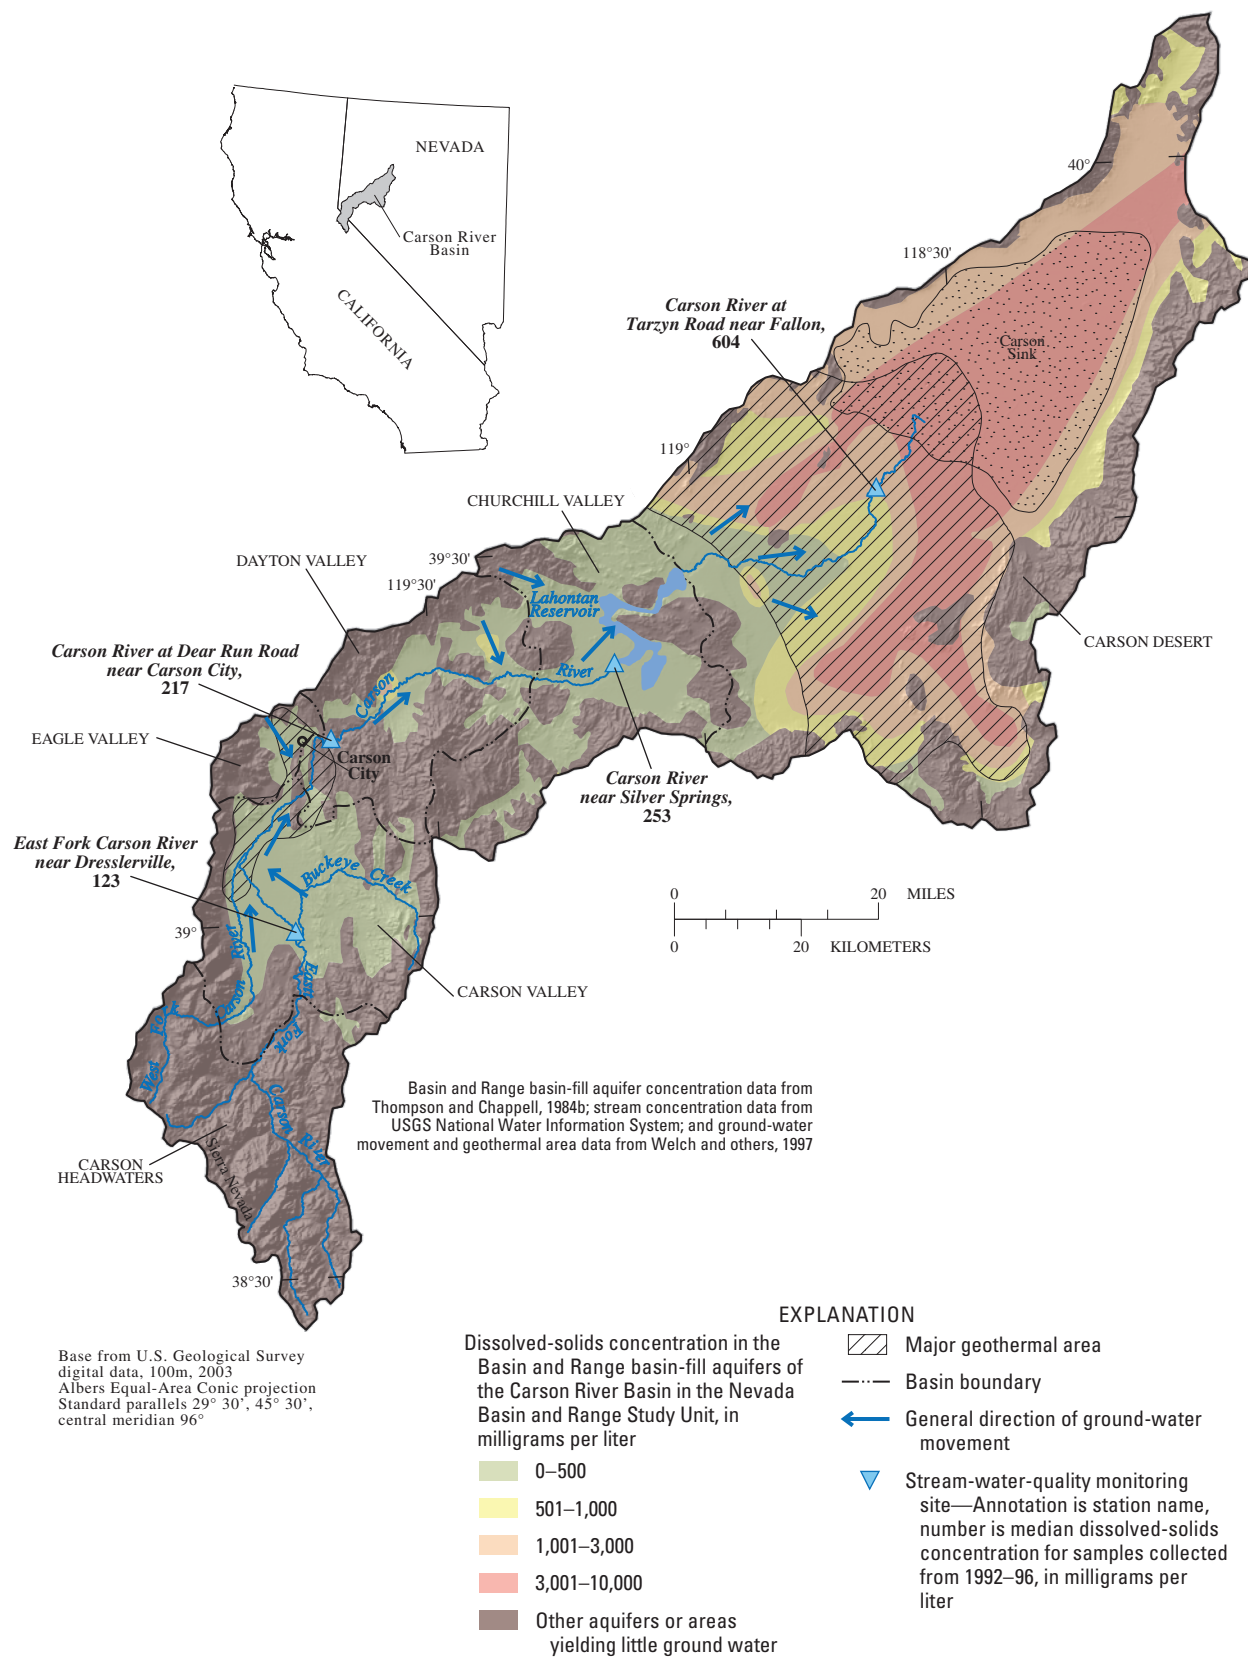 NEVADA
Carson River
Basin
CALIFORNIA
40°
118°30'
Carson River at
Tarzyn Road near Fallon,
604
Carson
Sink
119°
CHURCHILL VALLEY
39°30'
DAYTON VALLEY
119°30'
Lahontan
Reservoir
CARSON DESERT
Carson River at Dear Run Road
near Carson City,
217
River
Carson
EAGLE VALLEY
Carson
City
Carson River
near Silver Springs,
253
East Fork Carson River
near Dresslerville,
123
Buckeye Creek
0 20 MILES
0 20 KILOMETERS
39°
River
East
CARSON VALLEY
Carson
Fork
West
Fork
Carson
River
Basin and Range basin-fill aquifer concentration data from
Thompson and Chappell, 1984b; stream concentration data from
USGS National Water Information System; and ground-water
movement and geothermal area data from Welch and others, 1997
CARSON
HEADWATERS
Sierra Nevada
38°30'
Base from U.S. Geological Survey
digital data, 100m, 2003
Albers Equal-Area Conic projection
Standard parallels 29° 30', 45° 30',
central meridian 96°
EXPLANATION
Dissolved-solids concentration in the
Basin and Range basin-fill aquifers of
the Carson River Basin in the Nevada
Basin and Range Study Unit, in
milligrams per liter
0–500
501–1,000
1,001–3,000
3,001–10,000
Other aquifers or areas
yielding little ground water
Major geothermal area
Basin boundary
General direction of ground-water
movement
Stream-water-quality monitoring
site—Annotation is station name,
number is median dissolved-solids
concentration for samples collected
from 1992–96, in milligrams per
liter